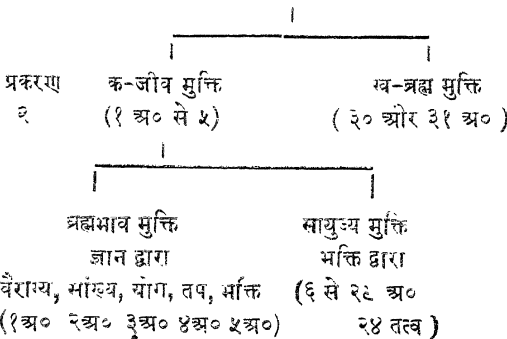 प्रकरण क-जीव मुक्ति ख-ब्रह्म मुक्ति
२ (१ अ० से ५) ( ३० और ३१ अ० )
ब्रह्मभाव मुक्ति सायुज्य मुक्ति
ज्ञान द्वारा भक्ति द्वारा
वैराग्य, सांख्य, योग, तप, भक्ति (६ से २९ अ०
(१अ० २अ० ३अ० ४अ० ५अ०) २४ तत्व )